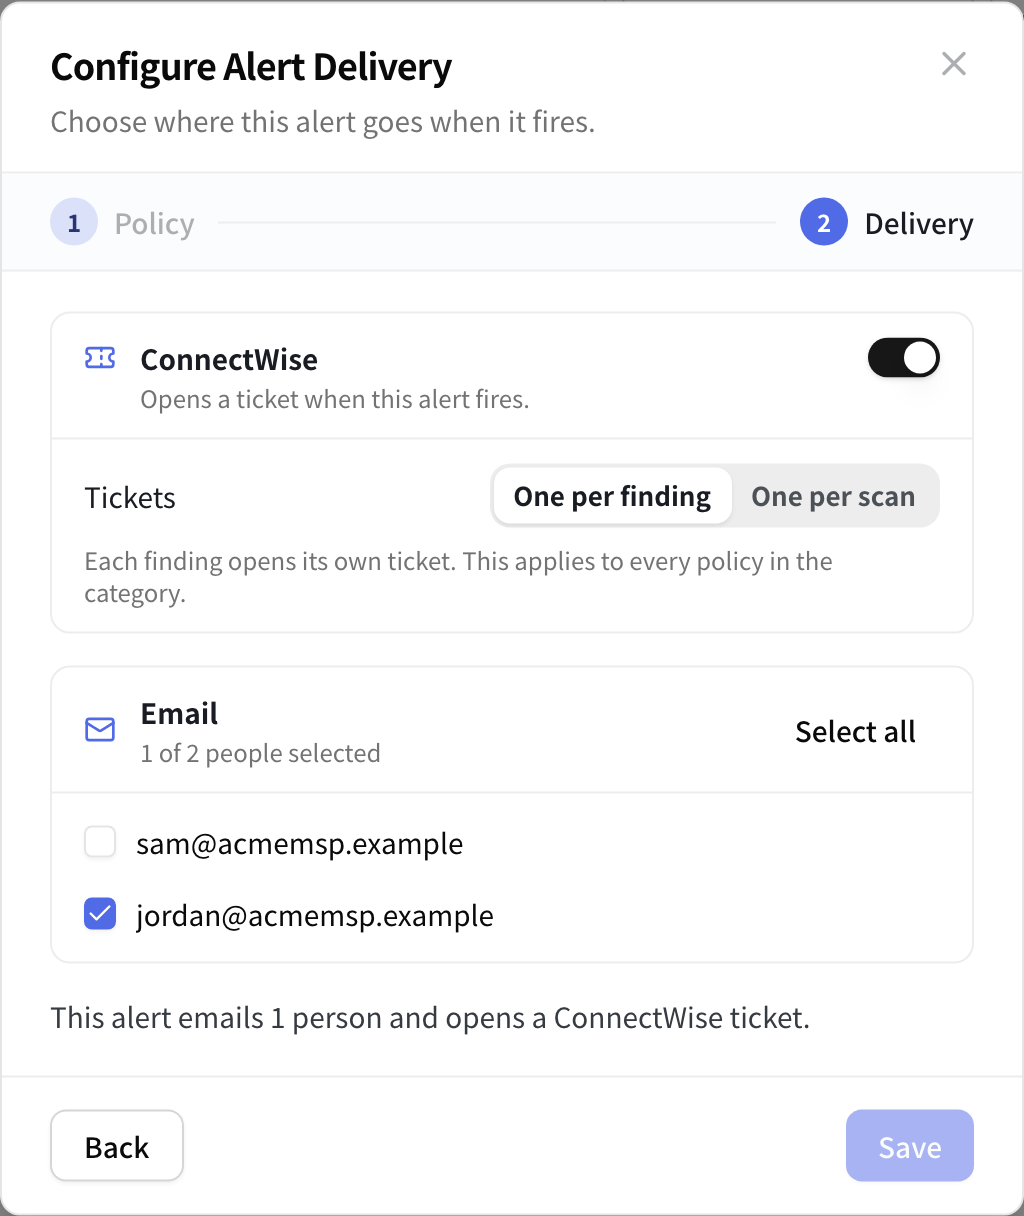 Configure Alert Delivery
Choose where this alert goes when it fires.
1 Policy
2 Delivery
ConnectWise
Opens a ticket when this alert fires.
Tickets
One per finding
One per scan
Each finding opens its own ticket. This applies to every policy in the
category.
Email
1 of 2 people selected
Select all
sam@acmemsp.example
jordan@acmemsp.example
This alert emails 1 person and opens a ConnectWise ticket.
Back
Save